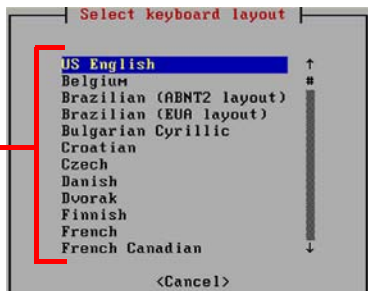 Select keyboard layout
US English
Belgium
Brazilian (ABNT2 layout)
Brazilian (EUA layout)
Bulgarian Cyrillic
Croatian
Czech
Danish
Dvorak
Finnish
French
French Canadian
<Cancel>